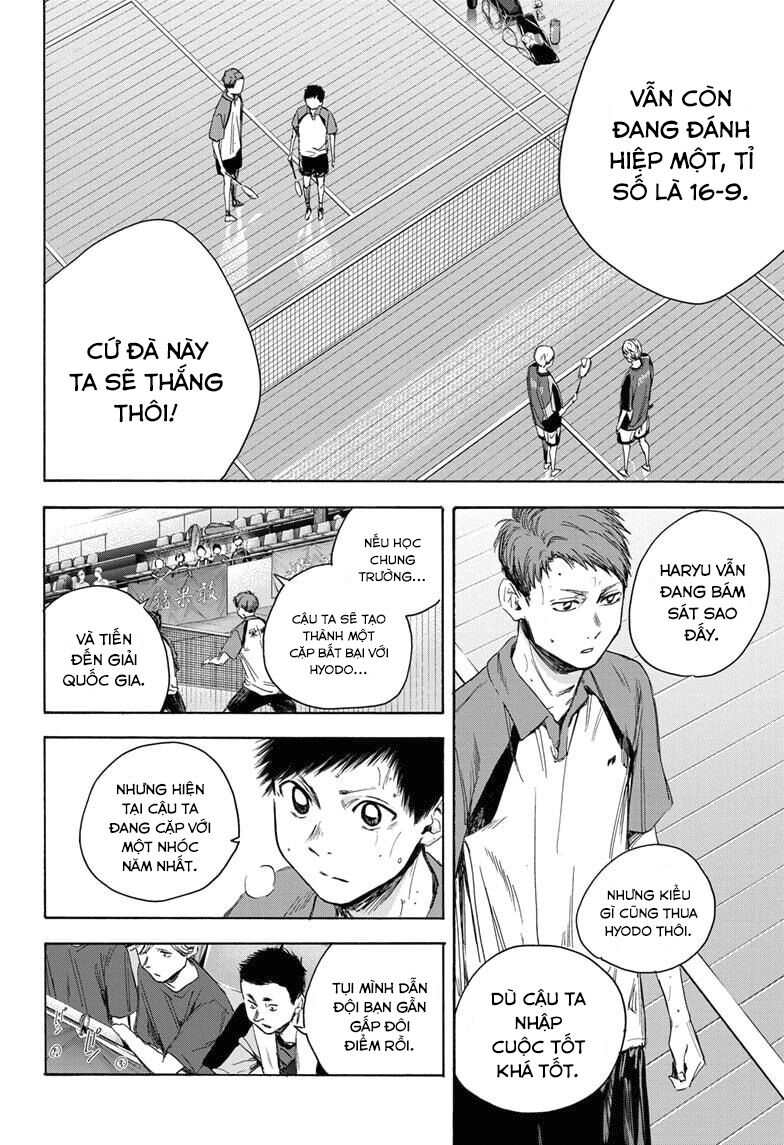 VẪN CÒN
ĐANG ĐÁNH
HIỆP MỘT, TỈ
SỐ LÀ 16-9.
CỨ ĐÀ NÀY
TA SẼ THẮNG
THÔI!
HARYU VẪN
ĐANG BÁM
SÁT SAO
ĐẤY.
NHƯNG KIỂU
GÌ CŨNG THUA
HYODO THÔI.
DÙ CẬU TA
NHẬP
CUỘC TỐT
KHÁ TỐT.
NẾU HỌC
CHUNG
TRƯỜNG...
CẬU TA SẼ TẠO
THÀNH MỘT
CẶP BẤT BẠI VỚI
HYODO...
VÀ TIẾN
ĐẾN GIẢI
QUỐC GIA.
果敢
NHƯNG HIỆN
TẠI CẬU TA
ĐANG CẶP VỚI
MỘT NHÓC
NĂM NHẤT.
TỤI MÌNH DẪN
ĐỘI BẠN GẦN
GẤP ĐÔI
ĐIỂM RỒI.